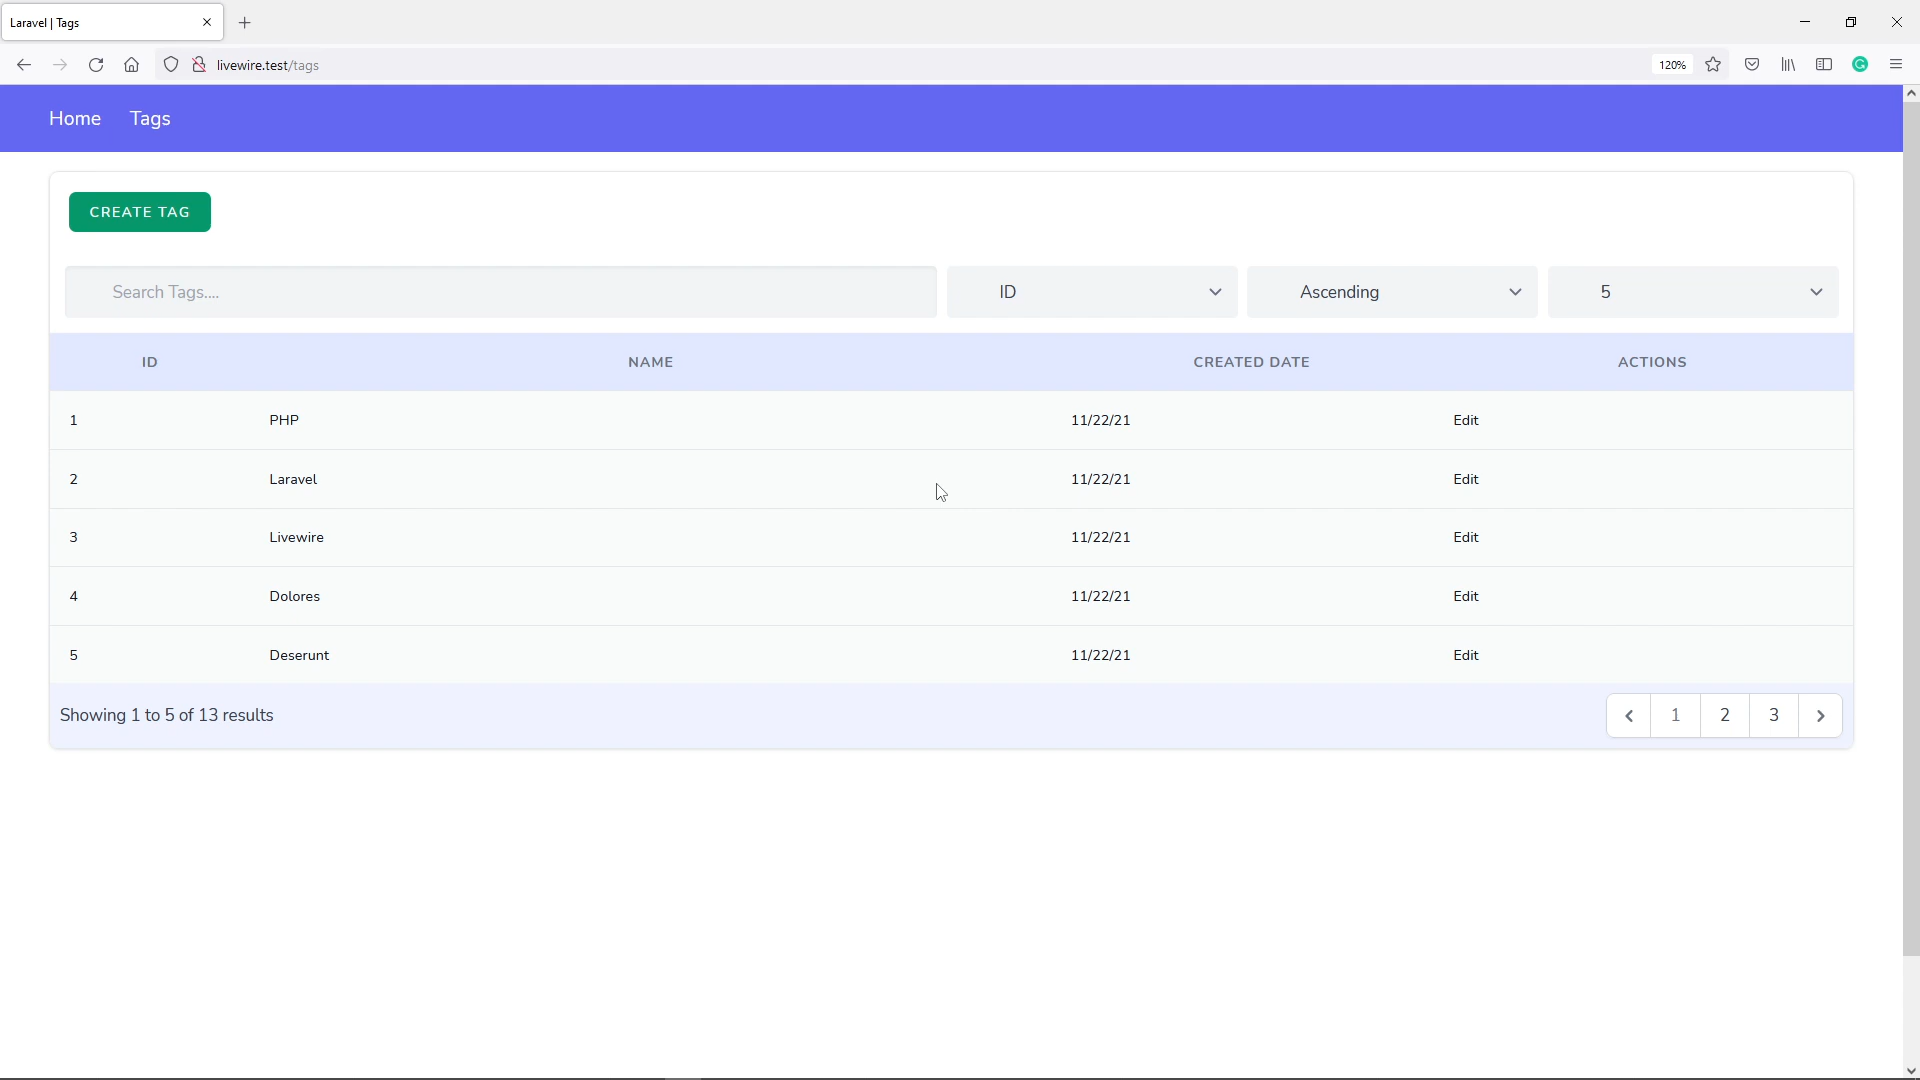 Laravel | Tags
livewire.test/tags
120%
Home Tags
CREATE TAG
Search Tags.... ID Ascending 5
ID NAME CREATED DATE ACTIONS
1 PHP 11/22/21 Edit
2 Laravel 11/22/21 Edit
3 Livewire 11/22/21 Edit
4 Dolores 11/22/21 Edit
5 Deserunt 11/22/21 Edit
Showing 1 to 5 of 13 results 1 2 3